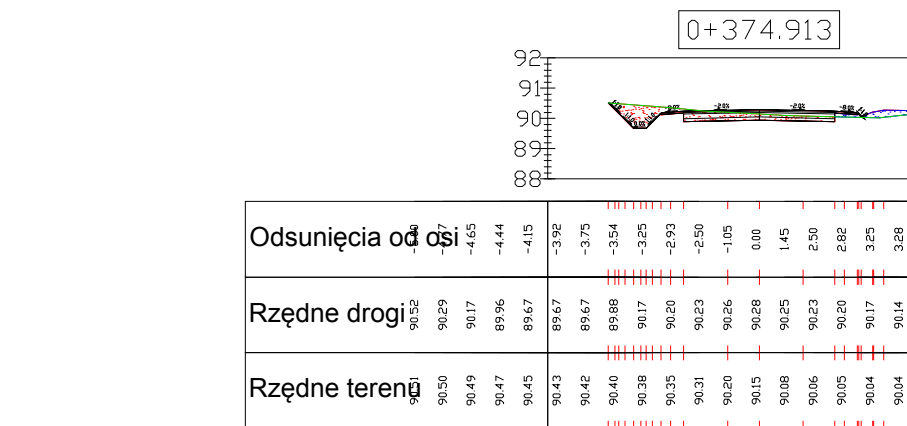 0+374.913
92
91
90
89
88
-2.0% -2.0% -8.0%
Odsunięcia od osi -4.65 -4.44 -4.15 -3.92 -3.75 -3.54 -3.25 -2.93 -2.50 -1.05 0.00 1.45 2.50 2.82 3.25 3.28
Rzędne drogi 90.52 90.29 90.17 89.96 89.67 89.67 89.67 89.88 90.17 90.20 90.23 90.26 90.28 90.25 90.23 90.20 90.17 90.14
Rzędne terenu 90.51 90.50 90.49 90.47 90.45 90.43 90.42 90.40 90.38 90.35 90.31 90.20 90.15 90.08 90.06 90.05 90.04 90.04